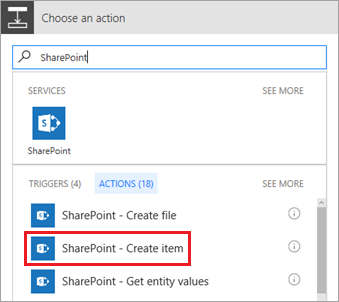 Choose an action
SharePoint
SERVICES SEE MORE
SharePoint
TRIGGERS (4) ACTIONS (18) SEE MORE
SharePoint - Create file
SharePoint - Create item
SharePoint - Get entity values